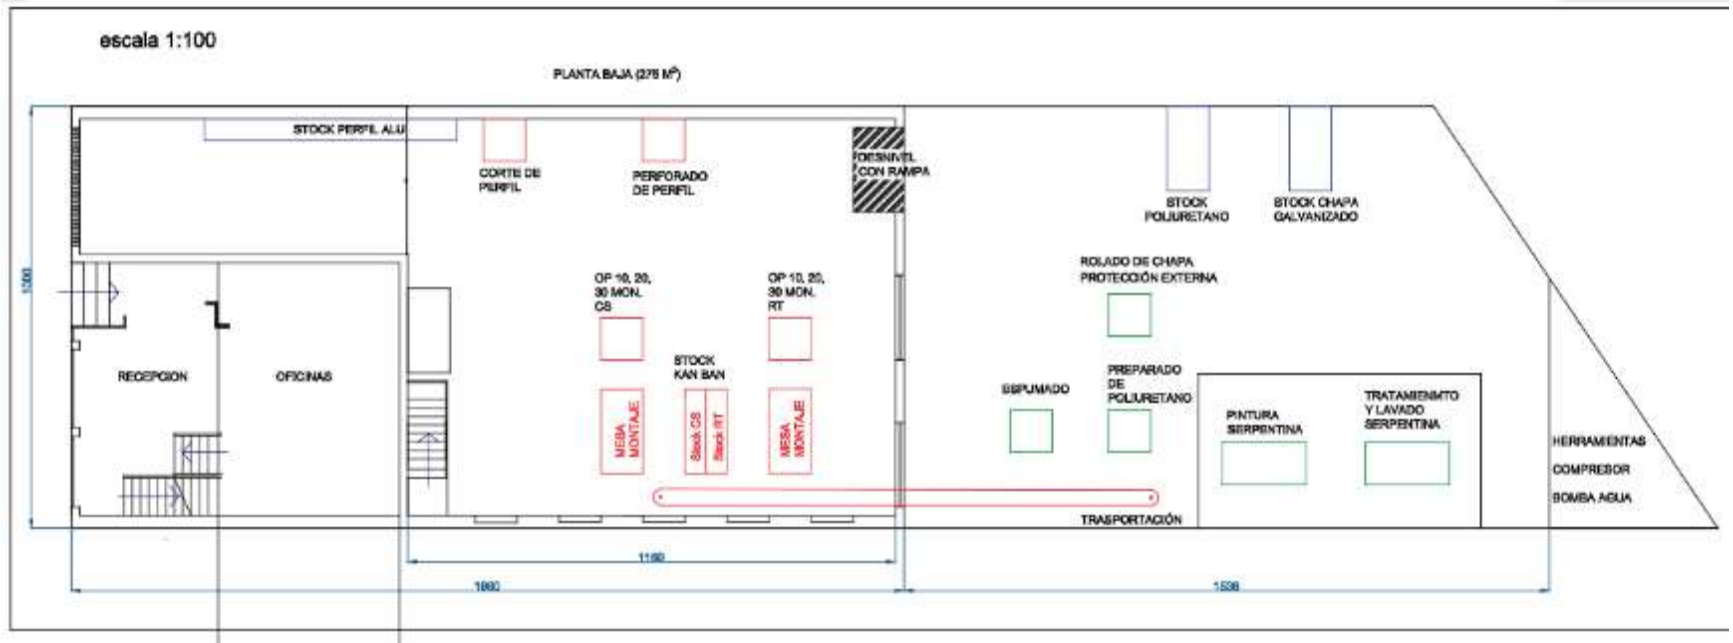 escala 1:100
PLANTA BAJA (276 M²)
STOCK PERFIL ALU
CORTE DE
PERFIL
PERFORADO
DE PERFIL
DESNIVEL
CON RAMPA
STOCK
POLIURETANO
STOCK CHAPA
GALVANIZADO
1000
OP 10, 20,
30 MON.
CS
OP 10, 20,
30 MON.
RT
ROLADO DE CHAPA
PROTECCIÓN EXTERNA
RECEPCION
OFICINAS
STOCK
KAN BAN
MESA
MONTAJE
Stock CS
Stock RT
MESA
MONTAJE
ESPUMADO
PREPARADO
DE
POLIURETANO
PINTURA
SERPENTINA
TRATAMIENMTO
Y LAVADO
SERPENTINA
HERRAMIENTAS
COMPRESOR
BOMBA AGUA
TRASPORTACIÓN
1160
1980
1536